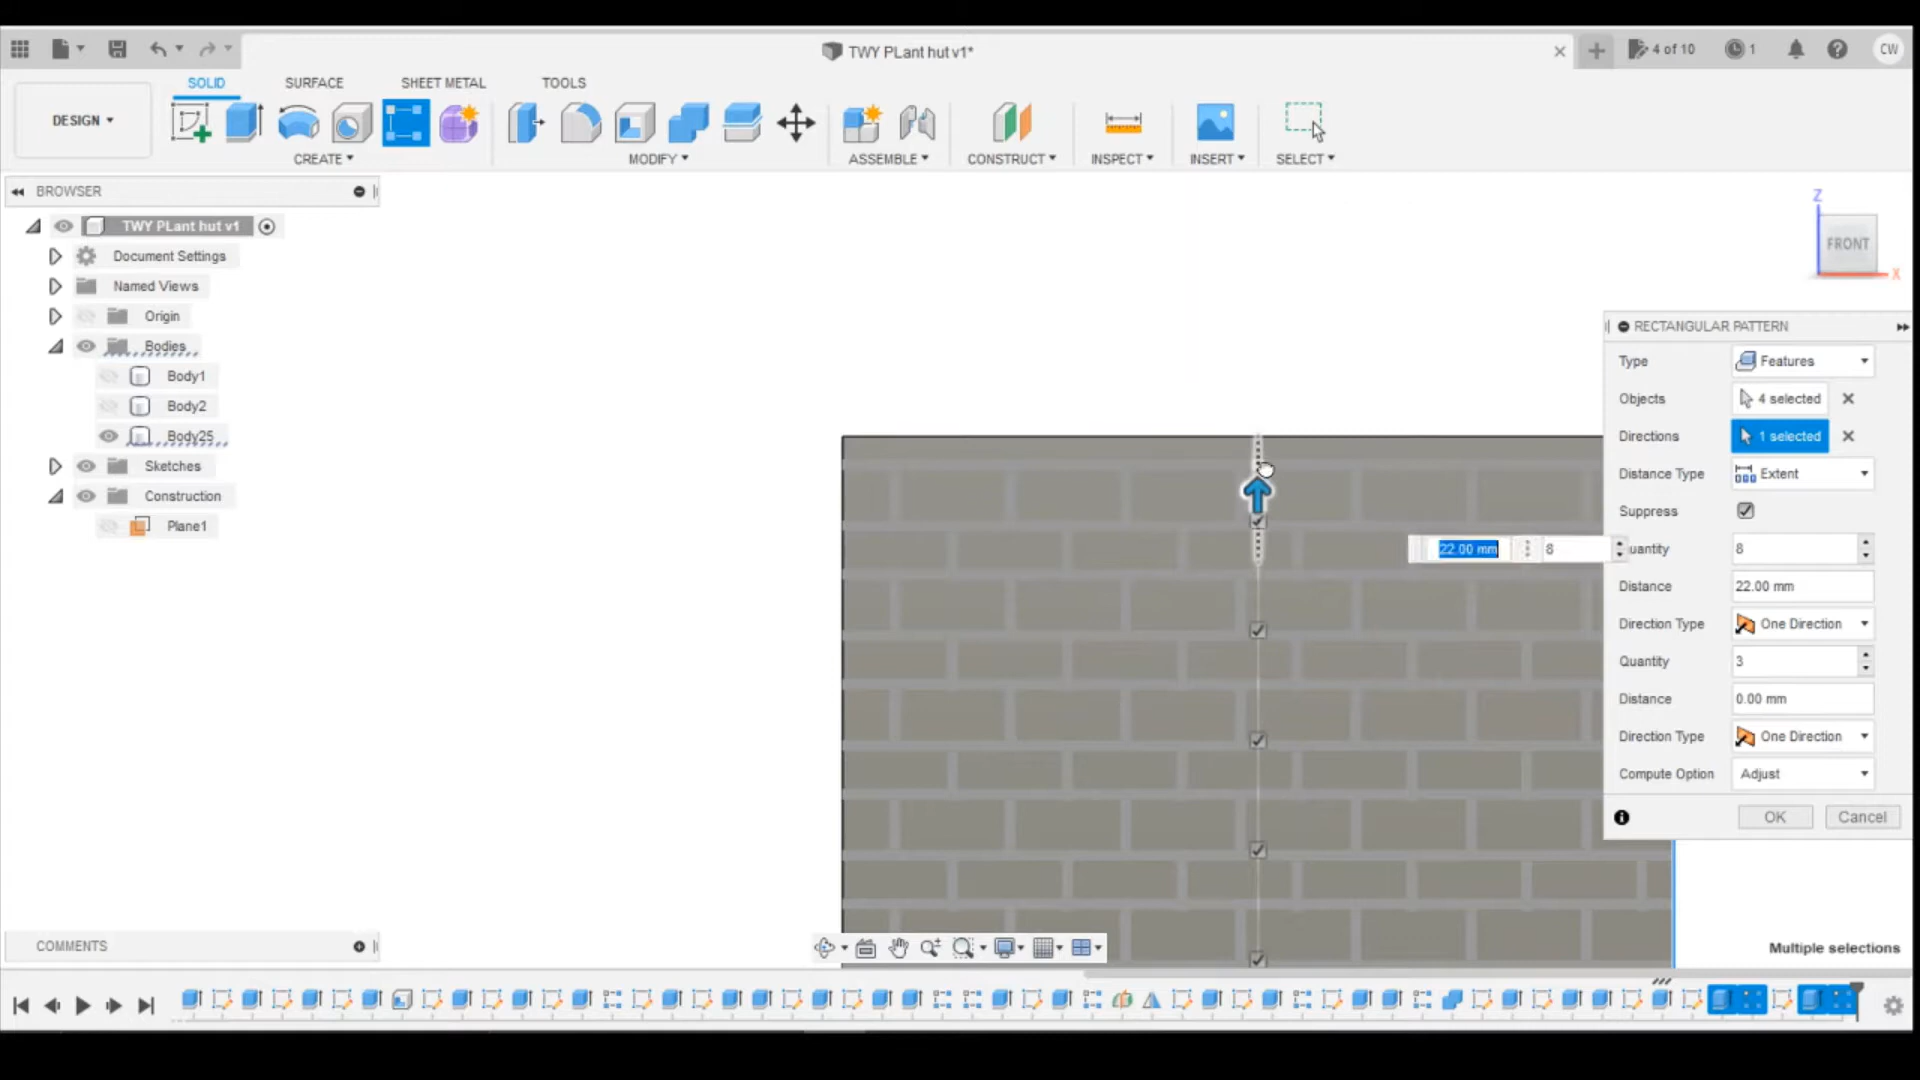 TWY PLant hut v1*
4 of 10
1
CW
DESIGN
SOLID
SURFACE
SHEET METAL
TOOLS
CREATE
MODIFY
ASSEMBLE
CONSTRUCT
INSPECT
INSERT
SELECT
BROWSER
TWY PLant hut v1
Document Settings
Named Views
Origin
Bodies
Body1
Body2
Body25
Sketches
Construction
Plane1
Z
FRONT
X
RECTANGULAR PATTERN
Type Features
Objects 4 selected
Directions 1 selected
Distance Type Extent
Suppress
22.00 mm 8
uantity 8
Distance 22.00 mm
Direction Type One Direction
Quantity 3
Distance 0.00 mm
Direction Type One Direction
Compute Option Adjust
OK Cancel
Multiple selections
COMMENTS